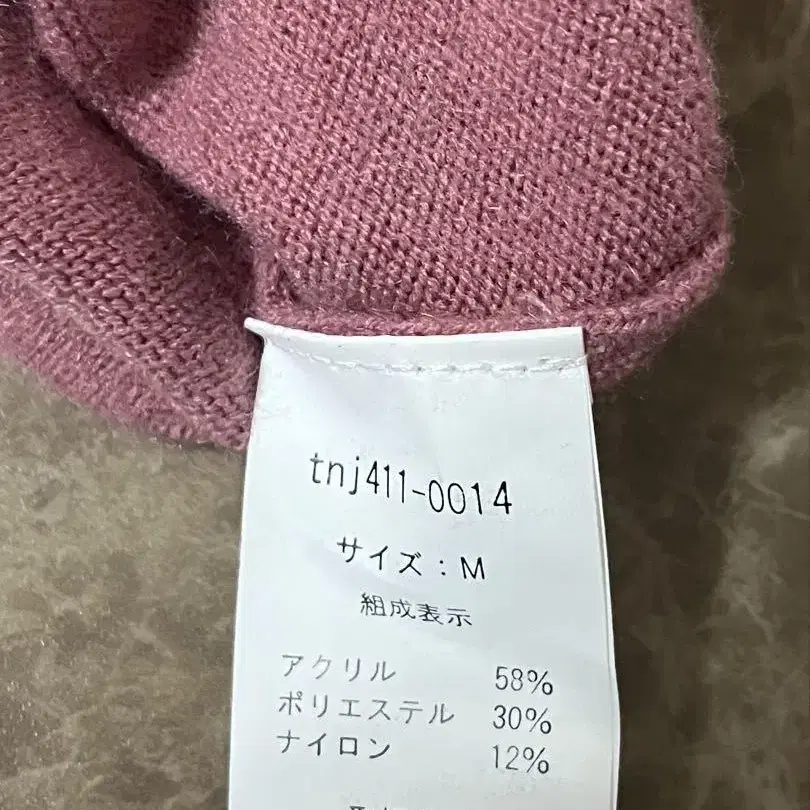 tnj411-0014
サイズ：M
組成表示
アクリル 58%
ポリエステル 30%
ナイロン 12%